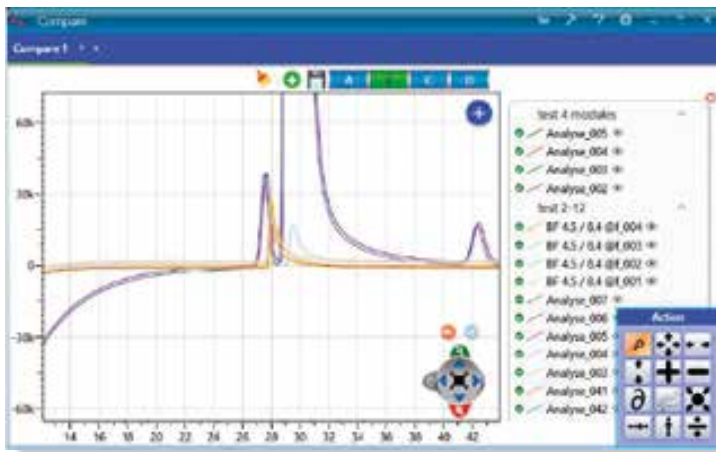 Compare
Compare 1
A
C
D
60k
30k
0
-30k
-60k
14 16 18 20 22 24 26 28 30 32 34 36 38 40 42
test 4 modules
Analyse_005
Analyse_004
Analyse_003
Analyse_002
test 2-12
BF 4.5 / 8.4 @f_004
BF 4.5 / 8.4 @f_003
BF 4.5 / 8.4 @f_002
BF 4.5 / 8.4 @f_001
Analyse_007
Analyse_006
Analyse_005
Analyse_004
Analyse_003
Analyse_041
Analyse_042
Action